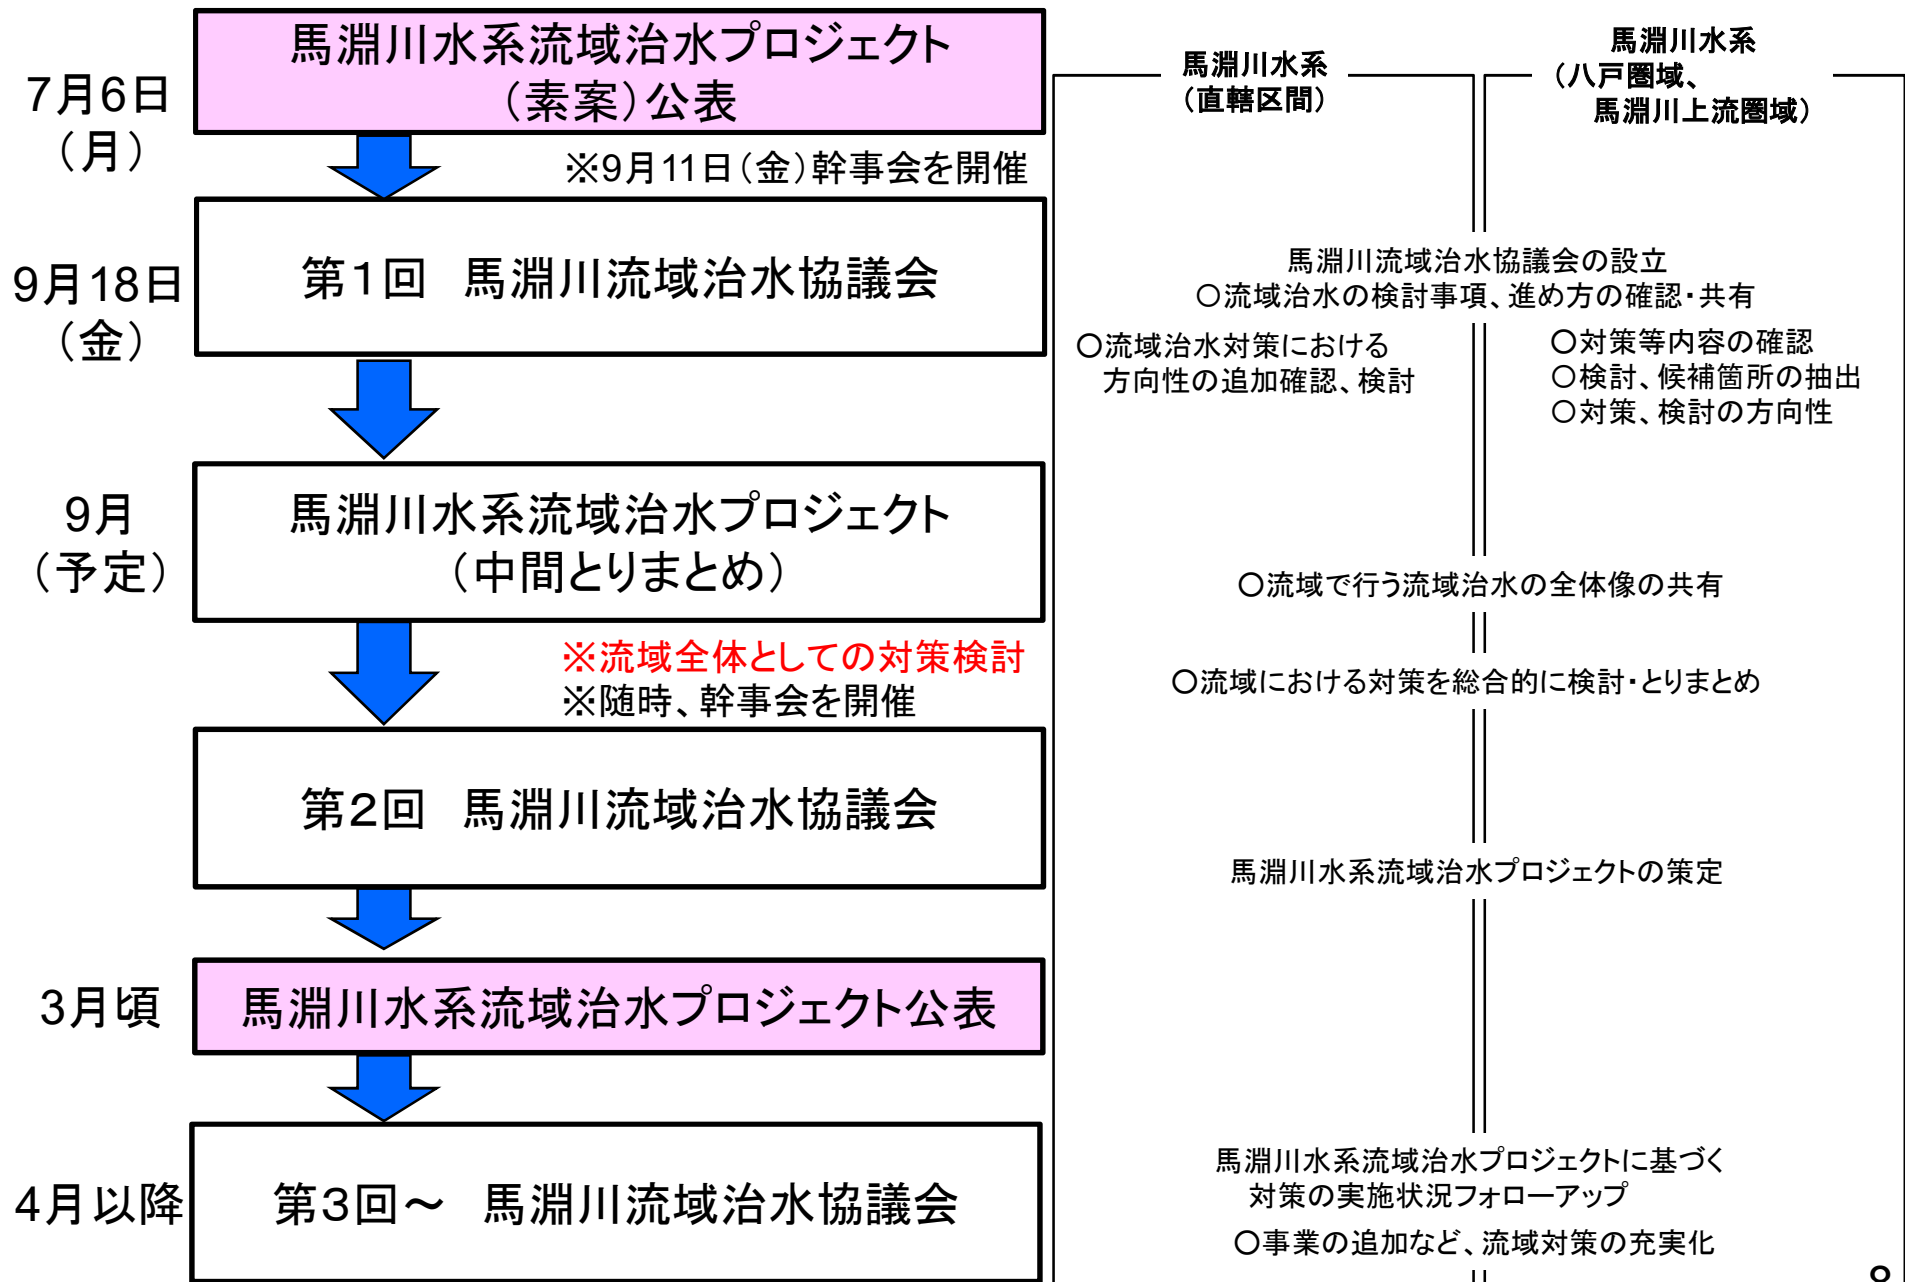 馬淵川水系流域治水プロジェクト
（素案）公表
7月6日
（月）
※9月11日（金）幹事会を開催
第１回　馬淵川流域治水協議会
9月18日
（金）
馬淵川水系流域治水プロジェクト
（中間とりまとめ）
9月
（予定）
※流域全体としての対策検討
※随時、幹事会を開催
第２回　馬淵川流域治水協議会
馬淵川水系流域治水プロジェクト公表
3月頃
第３回～　馬淵川流域治水協議会
4月以降
馬淵川水系
（直轄区間）
馬淵川水系
（八戸圏域、
馬淵川上流圏域）
馬淵川流域治水協議会の設立
○流域治水の検討事項、進め方の確認・共有
○流域治水対策における
方向性の追加確認、検討
○対策等内容の確認
○検討、候補箇所の抽出
○対策、検討の方向性
○流域で行う流域治水の全体像の共有
○流域における対策を総合的に検討・とりまとめ
馬淵川水系流域治水プロジェクトの策定
馬淵川水系流域治水プロジェクトに基づく
対策の実施状況フォローアップ
○事業の追加など、流域対策の充実化